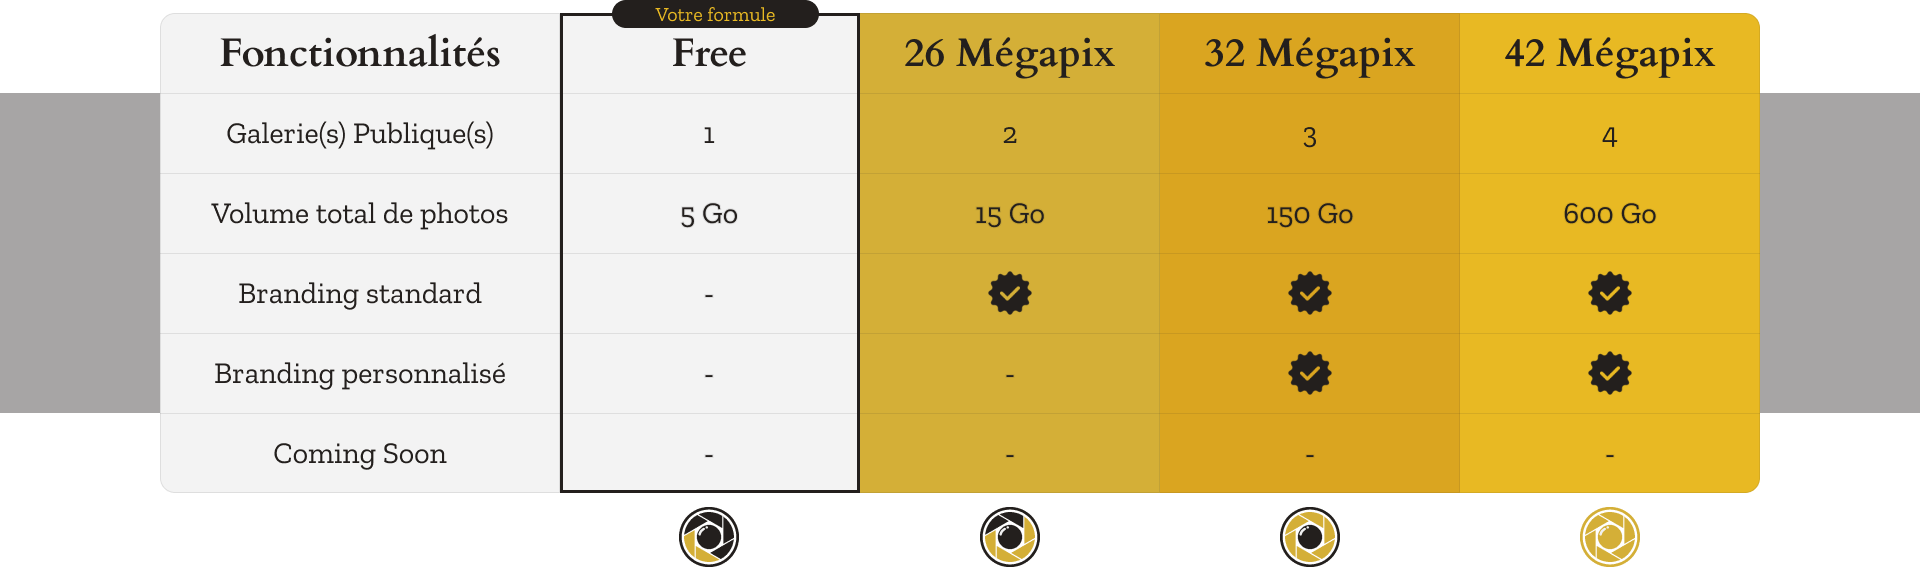 Votre formule
Fonctionnalités Free 26 Mégapix 32 Mégapix 42 Mégapix
Galerie(s) Publique(s) 1 2 3 4
Volume total de photos 5 Go 15 Go 150 Go 600 Go
Branding standard -
Branding personnalisé - -
Coming Soon - - - -